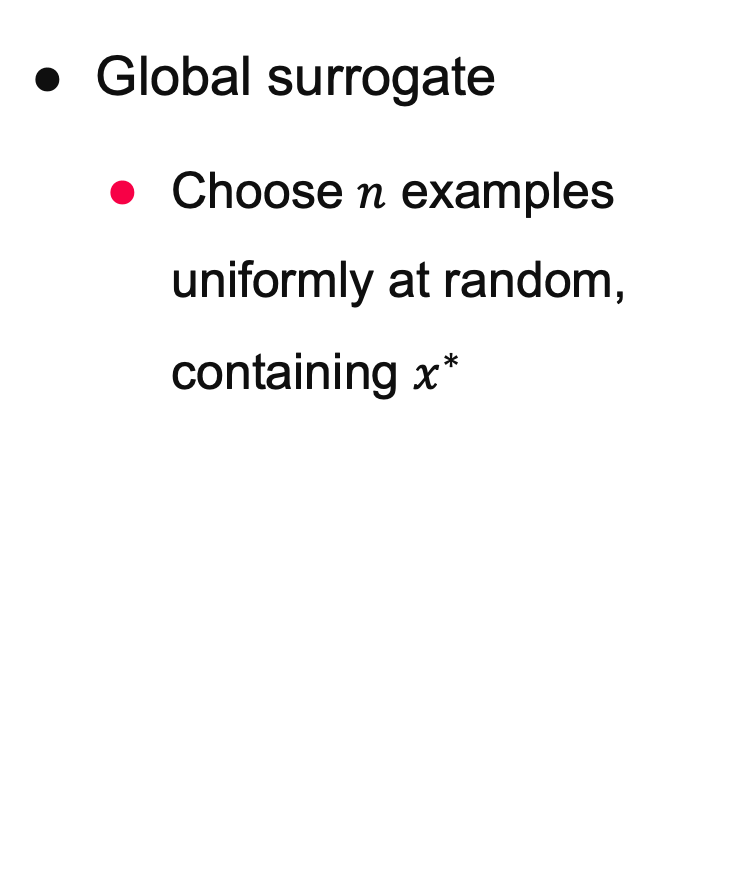 ● Global surrogate
● Choose n examples
uniformly at random,
containing x*